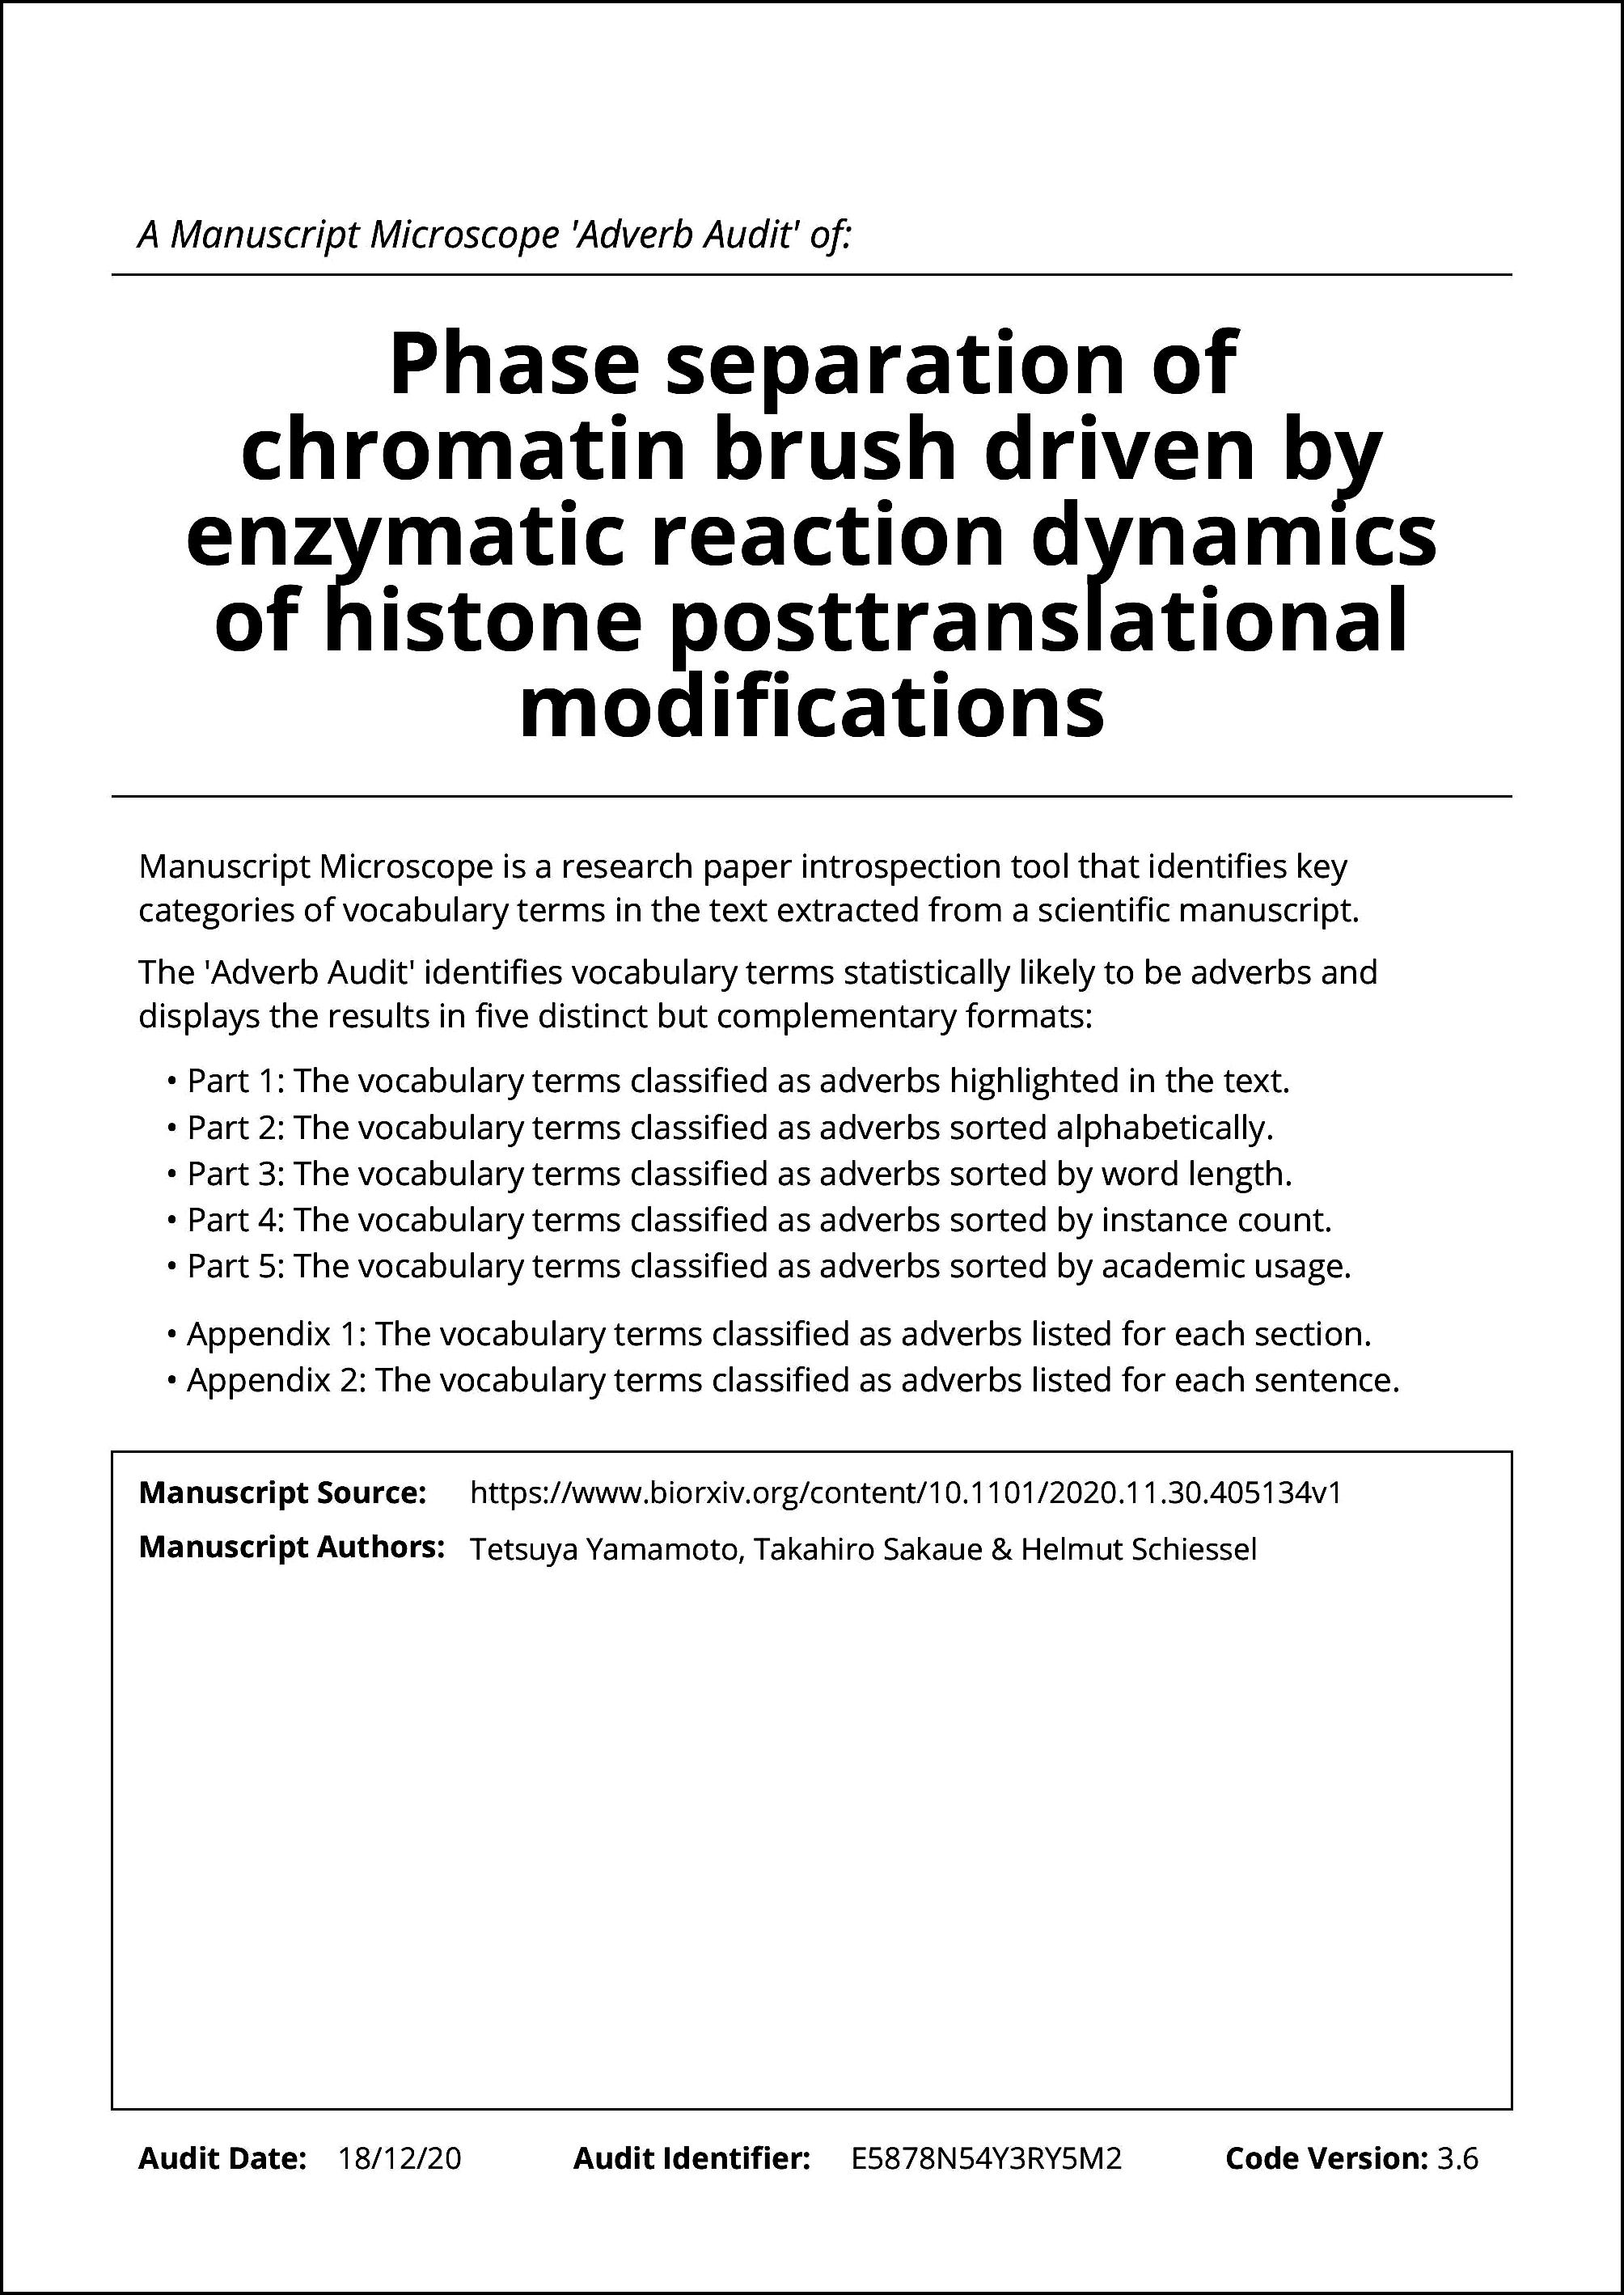 A Manuscript Microscope 'Adverb Audit' of:
Phase separation of
chromatin brush driven by
enzymatic reaction dynamics
of histone posttranslational
modifications
Manuscript Microscope is a research paper introspection tool that identifies key
categories of vocabulary terms in the text extracted from a scientific manuscript.
The 'Adverb Audit' identifies vocabulary terms statistically likely to be adverbs and
displays the results in five distinct but complementary formats:
• Part 1: The vocabulary terms classified as adverbs highlighted in the text.
• Part 2: The vocabulary terms classified as adverbs sorted alphabetically.
• Part 3: The vocabulary terms classified as adverbs sorted by word length.
• Part 4: The vocabulary terms classified as adverbs sorted by instance count.
• Part 5: The vocabulary terms classified as adverbs sorted by academic usage.
• Appendix 1: The vocabulary terms classified as adverbs listed for each section.
• Appendix 2: The vocabulary terms classified as adverbs listed for each sentence.
Manuscript Source: https://www.biorxiv.org/content/10.1101/2020.11.30.405134v1
Manuscript Authors: Tetsuya Yamamoto, Takahiro Sakaue & Helmut Schiessel
Audit Date: 18/12/20 Audit Identifier: E5878N54Y3RY5M2 Code Version: 3.6